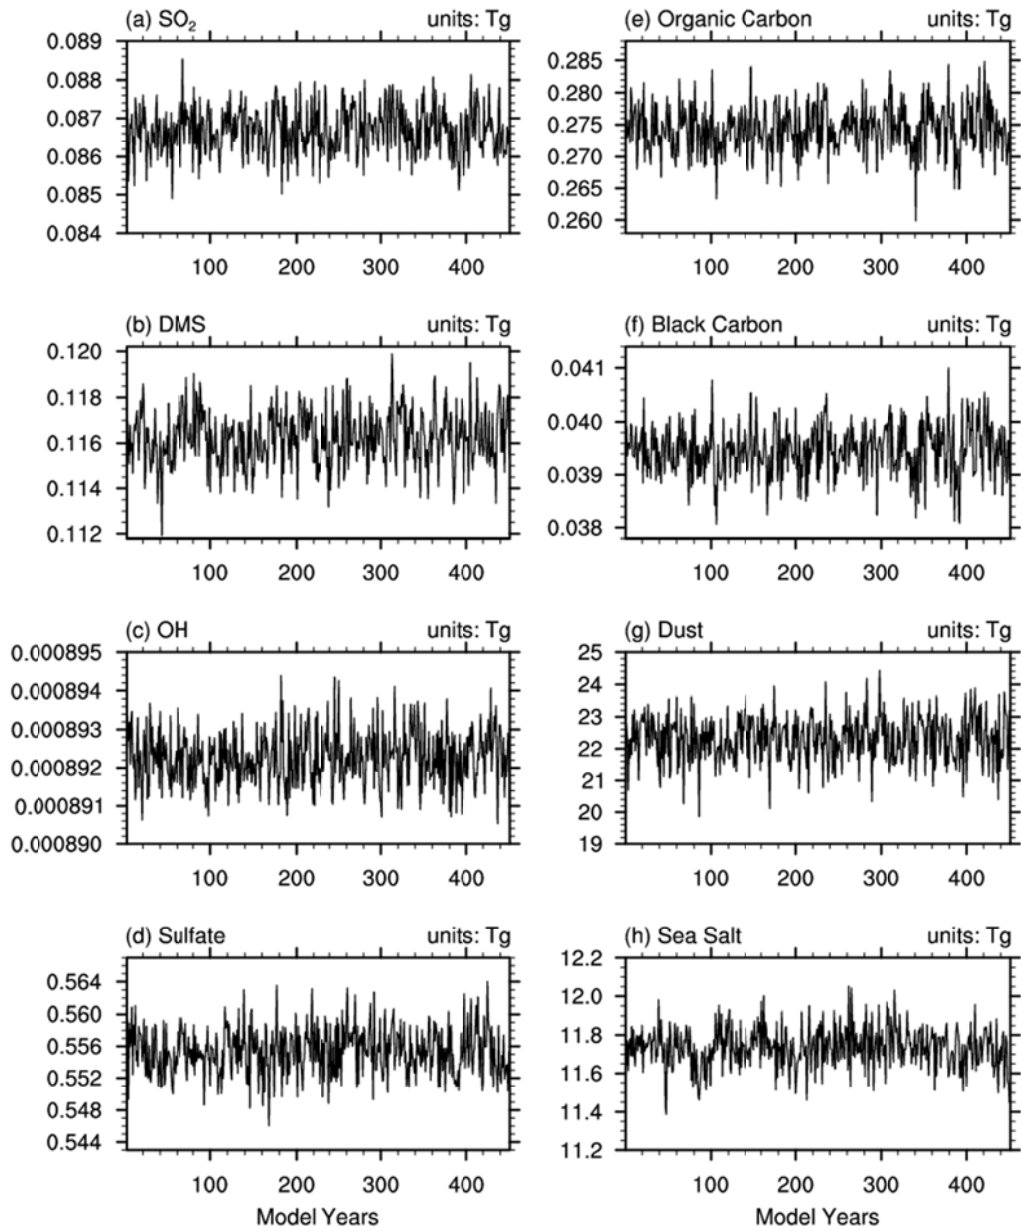 (a) SO₂ units: Tg
0.089
0.088
0.087
0.086
0.085
0.084
100 200 300 400
(e) Organic Carbon units: Tg
0.285
0.280
0.275
0.270
0.265
0.260
100 200 300 400
(b) DMS units: Tg
0.120
0.118
0.116
0.114
0.112
100 200 300 400
(f) Black Carbon units: Tg
0.041
0.040
0.039
0.038
100 200 300 400
(c) OH units: Tg
0.000895
0.000894
0.000893
0.000892
0.000891
0.000890
100 200 300 400
(g) Dust units: Tg
25
24
23
22
21
20
19
100 200 300 400
(d) Sulfate units: Tg
0.564
0.560
0.556
0.552
0.548
0.544
100 200 300 400
Model Years
(h) Sea Salt units: Tg
12.2
12.0
11.8
11.6
11.4
11.2
100 200 300 400
Model Years